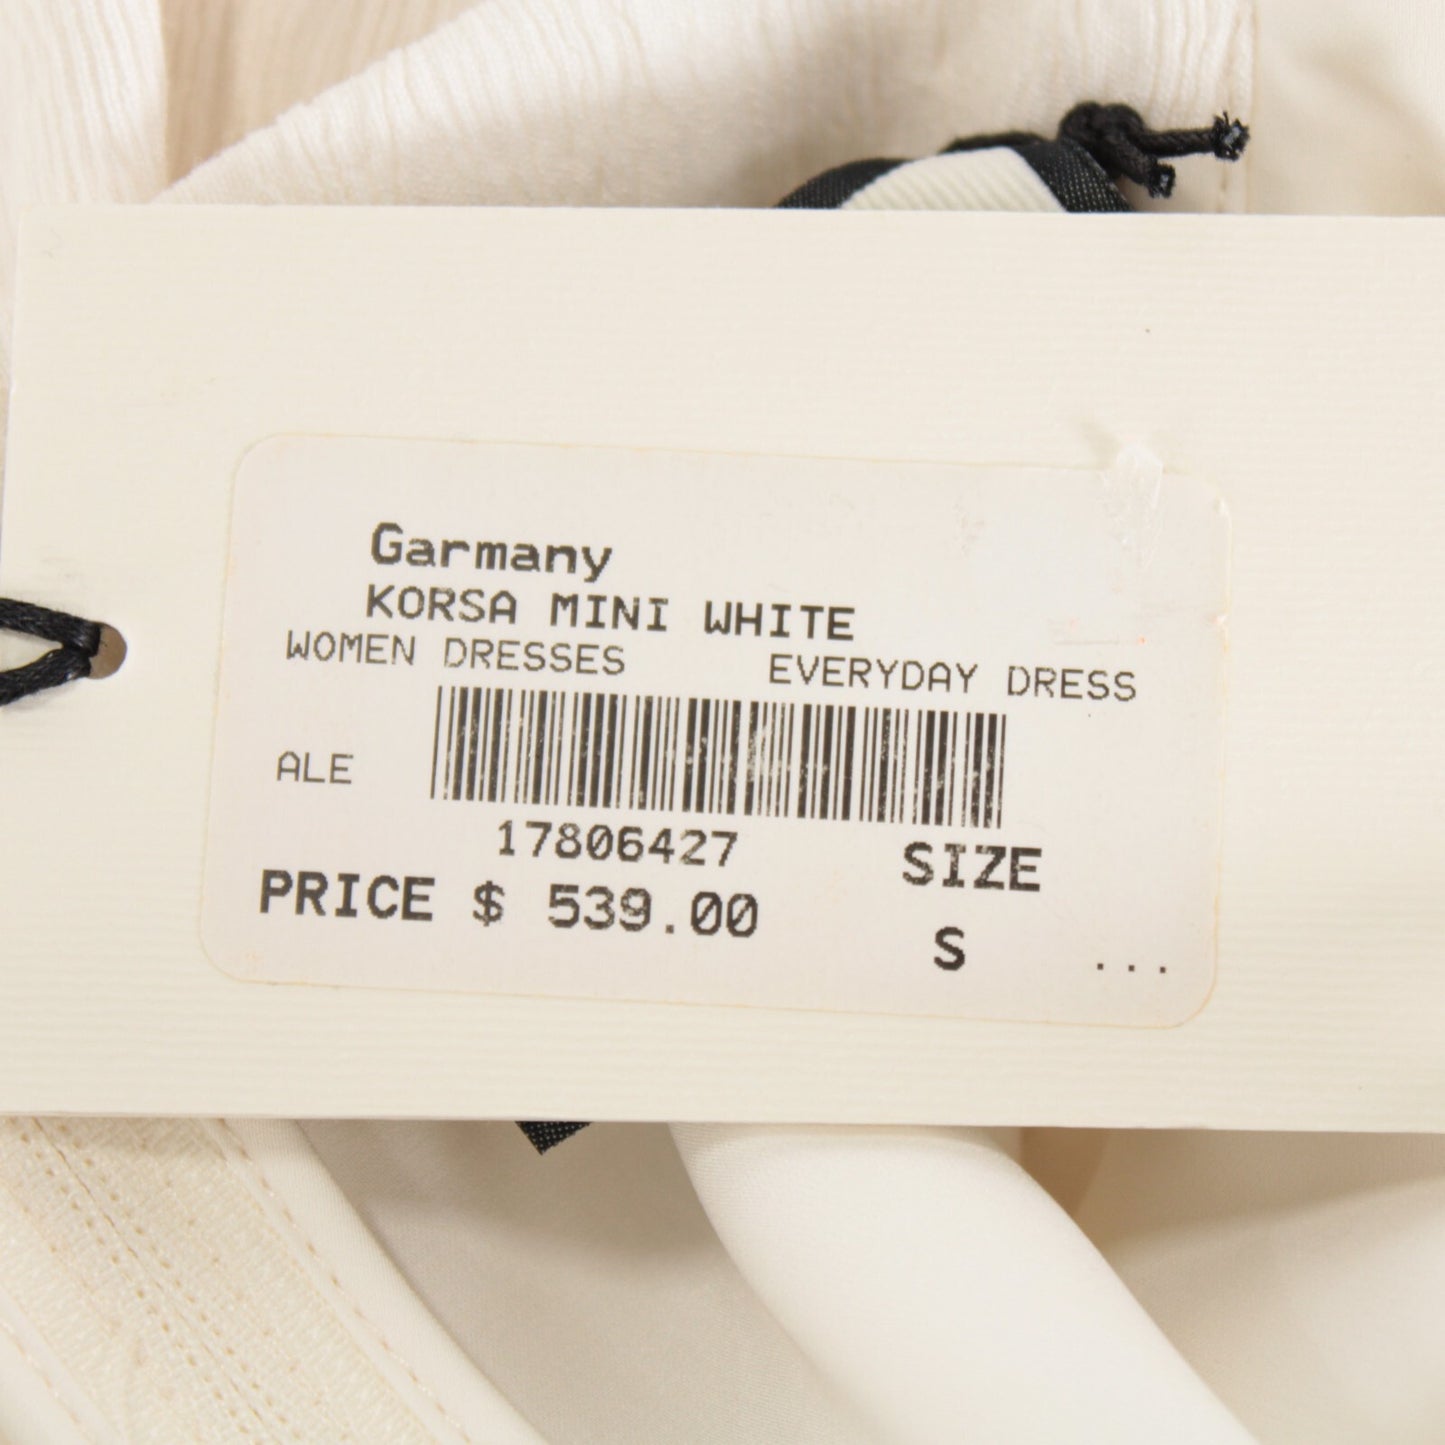 Garmany
KORSA MINI WHITE
WOMEN DRESSES EVERYDAY DRESS
ALE
17806427
SIZE
PRICE $ 539.00
S ...